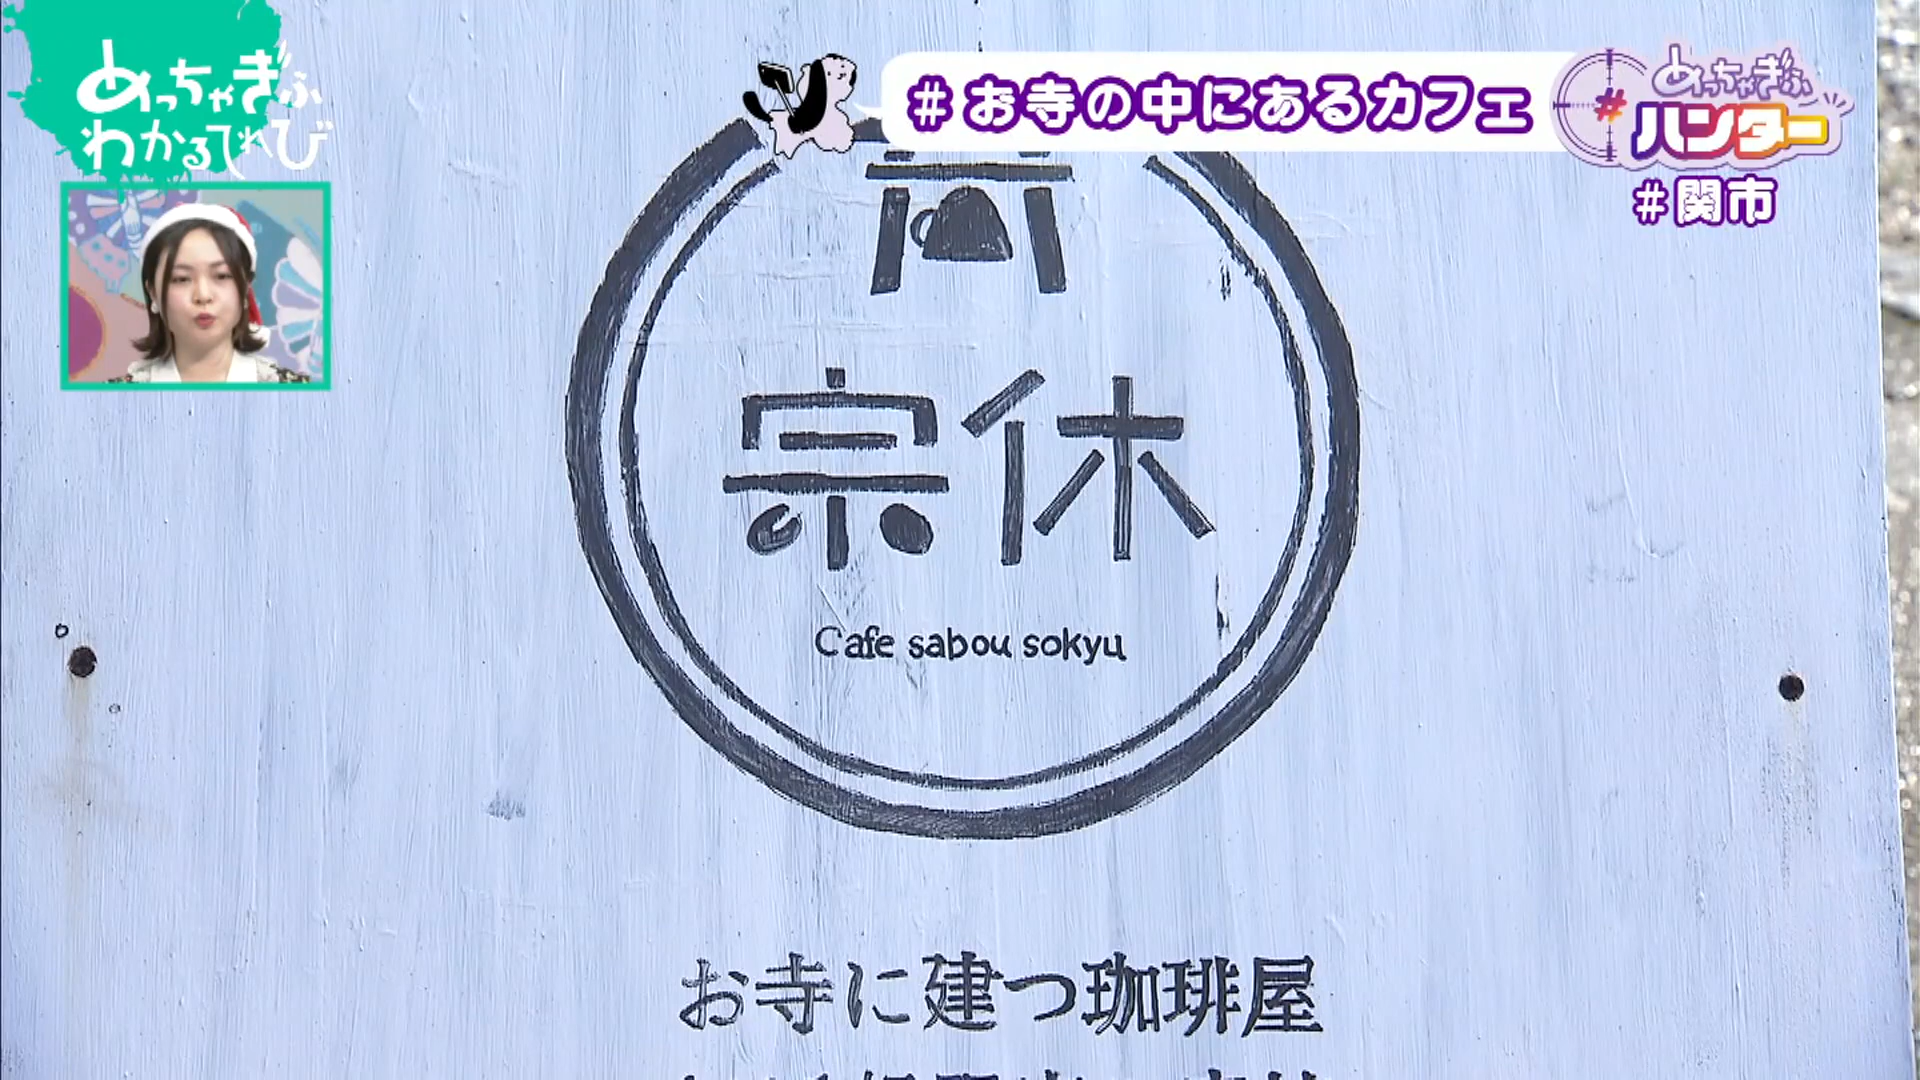 めっちゃぎふ
わかるてれび
#お寺の中にあるカフェ
めっちゃぎふ
#ハンター
#関市
宗休
Cafe sabou sokyu
お寺に建つ珈琲屋